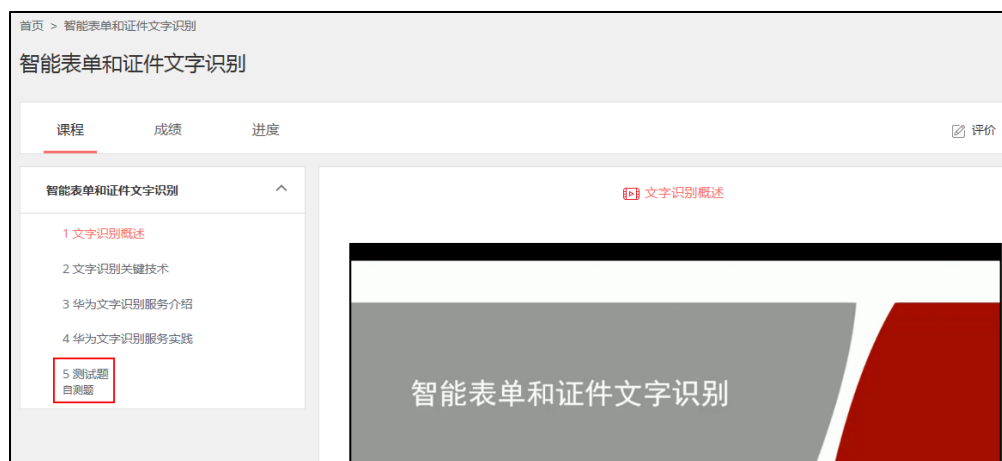 首页 > 智能表单和证件文字识别
智能表单和证件文字识别
课程 成绩 进度 评价
智能表单和证件文字识别
1 文字识别概述
2 文字识别关键技术
3 华为文字识别服务介绍
4 华为文字识别服务实践
5 测试题
自测题
文字识别概述
智能表单和证件文字识别